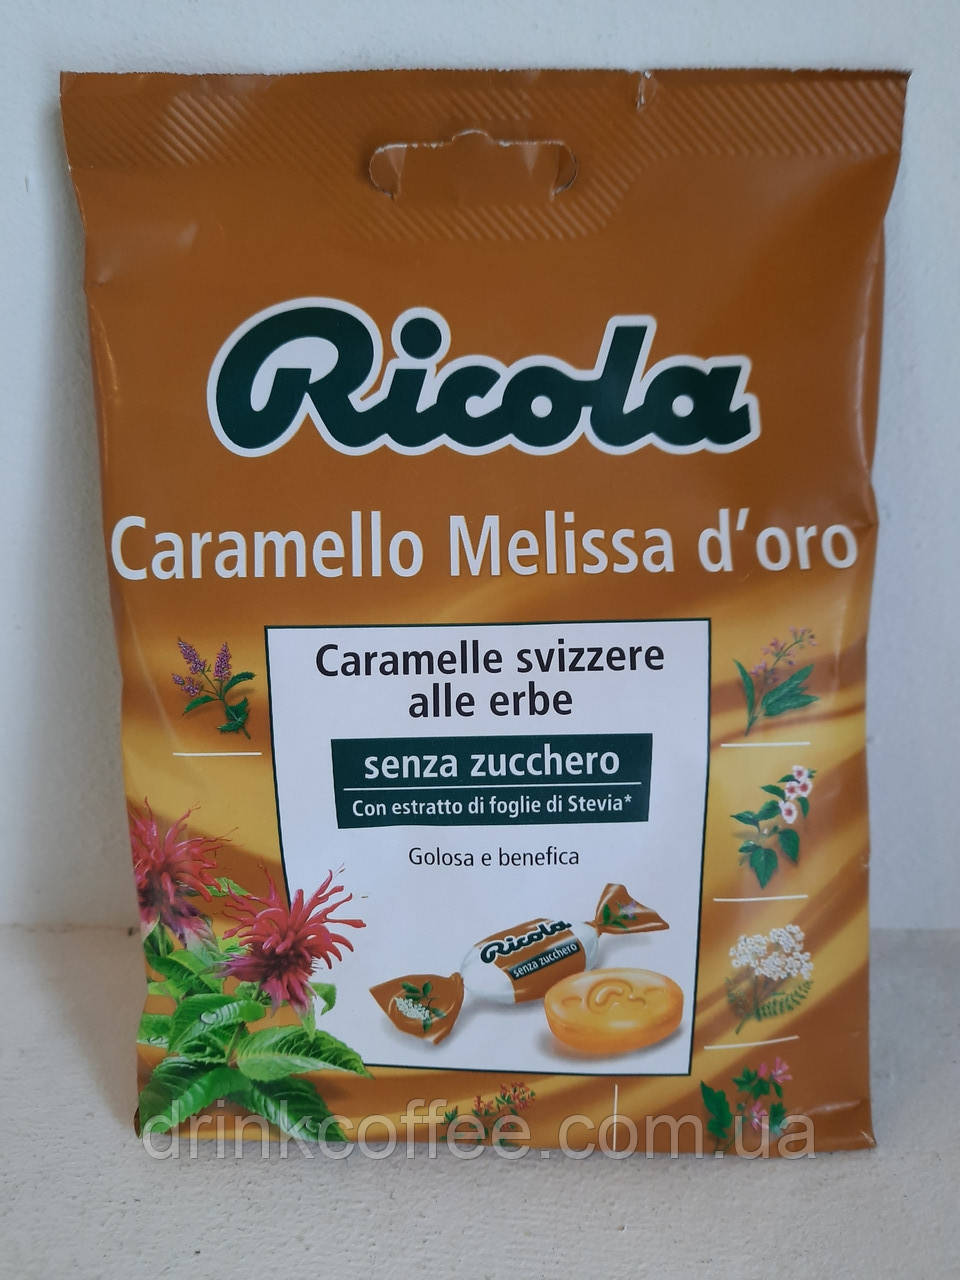 Ricola
Caramello Melissa d'oro
Caramelle svizzere
alle erbe
senza zucchero
Con estratto di foglie di Stevia*
Golosa e benefica
Ricola
senza zucchero
drinkcoffee.com.ua